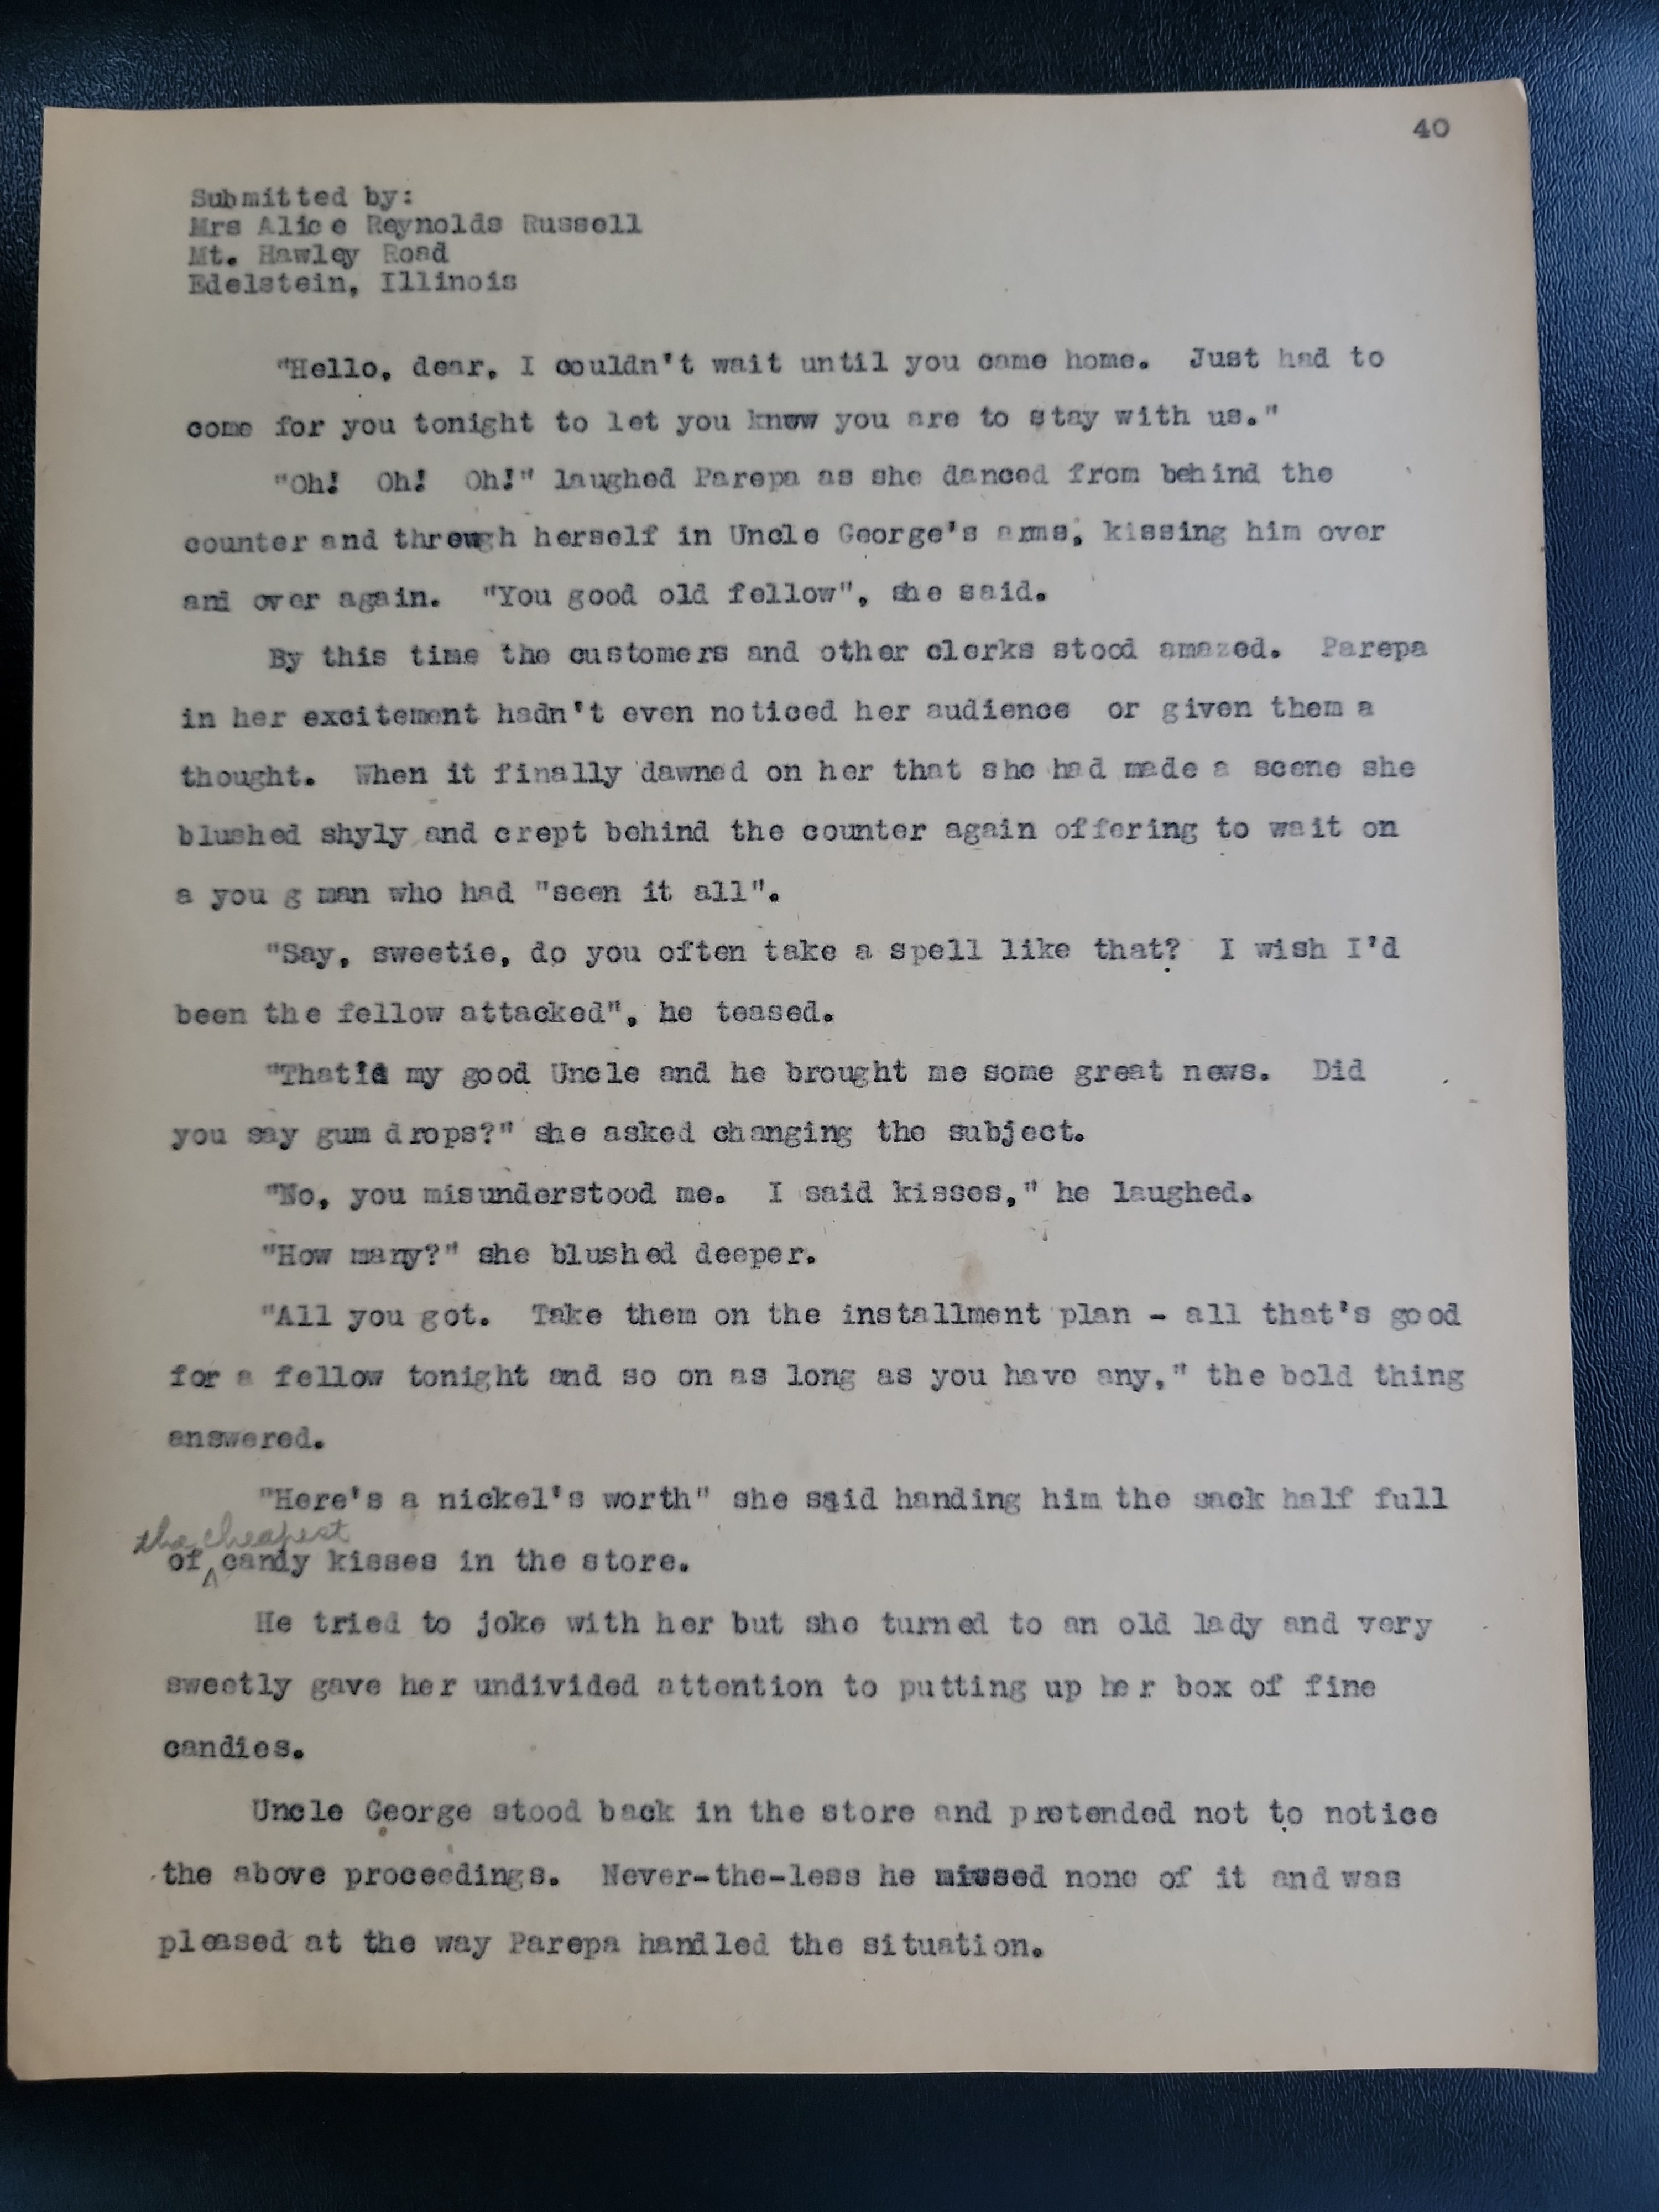 40
Submitted by:
Mrs Alice Reynolds Russell
Mt. Hawley Road
Edelstein, Illinois
"Hello, dear, I couldn't wait until you came home. Just had to
come for you tonight to let you know you are to stay with us."
"Oh! Oh! Oh!" laughed Parepa as she danced from behind the
counter and through herself in Uncle George's arms, kissing him over
and over again. "You good old fellow", she said.
By this time the customers and other clerks stood amazed. Parepa
in her excitement hadn't even noticed her audience or given them a
thought. When it finally dawned on her that she had made a scene she
blushed shyly and crept behind the counter again offering to wait on
a you g man who had "seen it all".
"Say, sweetie, do you often take a spell like that? I wish I'd
been the fellow attacked", he teased.
"That's my good Uncle and he brought me some great news. Did
you say gum drops?" she asked changing the subject.
"No, you misunderstood me. I said kisses," he laughed.
"How many?" she blushed deeper.
"All you got. Take them on the installment plan - all that's good
for a fellow tonight and so on as long as you have any," the bold thing
answered.
"Here's a nickel's worth" she said handing him the sack half full
the cheapest
of candy kisses in the store.
He tried to joke with her but she turned to an old lady and very
sweetly gave her undivided attention to putting up her box of fine
candies.
Uncle George stood back in the store and pretended not to notice
the above proceedings. Never-the-less he missed none of it and was
pleased at the way Parepa handled the situation.